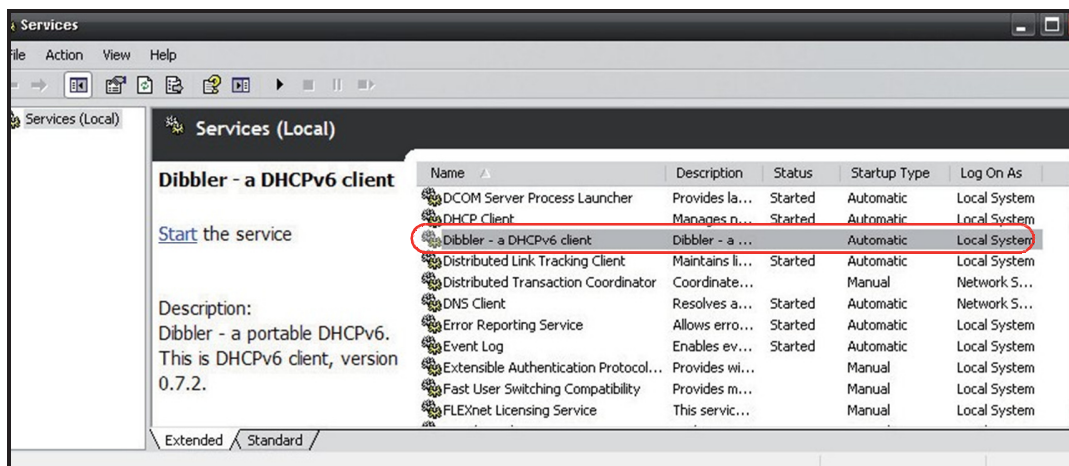 Services
File Action View Help
Services (Local)
Services (Local)
Dibbler - a DHCPv6 client
Start the service
Description:
Dibbler - a portable DHCPv6.
This is DHCPv6 client, version
0.7.2.
Name Description Status Startup Type Log On As
DCOM Server Process Launcher Provides la... Started Automatic Local System
DHCP Client Manages n... Started Automatic Local System
Dibbler - a DHCPv6 client Dibbler - a ... Automatic Local System
Distributed Link Tracking Client Maintains li... Started Automatic Local System
Distributed Transaction Coordinator Coordinate... Manual Network S...
DNS Client Resolves a... Started Automatic Network S...
Error Reporting Service Allows erro... Started Automatic Local System
Event Log Enables ev... Started Automatic Local System
Extensible Authentication Protocol... Provides wi... Manual Local System
Fast User Switching Compatibility Provides m... Manual Local System
FLEXnet Licensing Service This servic... Manual Local System
Extended Standard